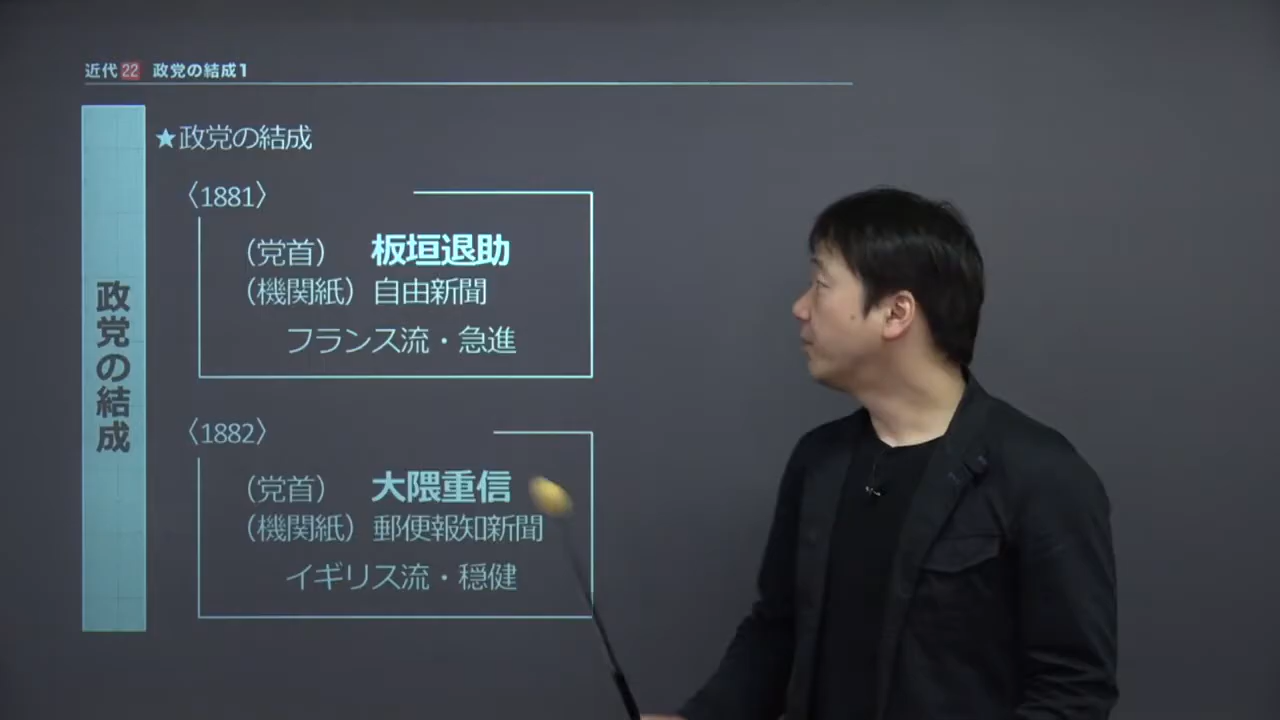 近代22 政党の結成1
政党の結成
★政党の結成
〈1881〉
（党首） 板垣退助
（機関紙）自由新聞
フランス流・急進
〈1882〉
（党首） 大隈重信
（機関紙）郵便報知新聞
イギリス流・穏健